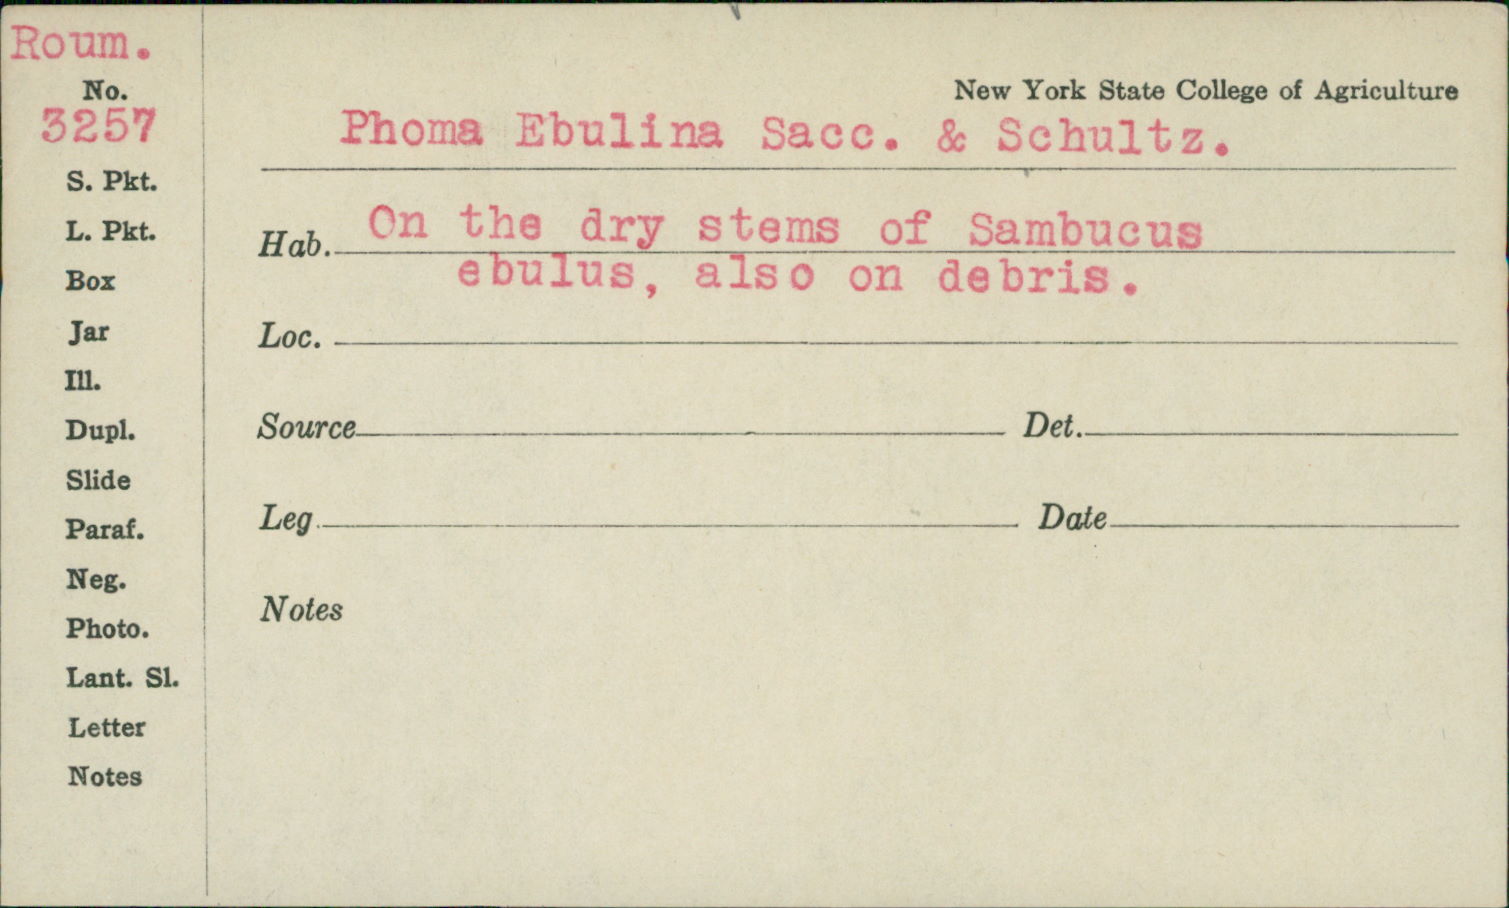 Roum.
No.
3257
S. Pkt.
L. Pkt.
Box
Jar
Ill.
Dupl.
Slide
Paraf.
Neg.
Photo.
Lant. Sl.
Letter
Notes
New York State College of Agriculture
Phoma Ebulina Sacc. & Schultz.
Hab. On the dry stems of Sambucus
ebulus, also on debris.
Loc.
Source Det.
Leg Date
Notes